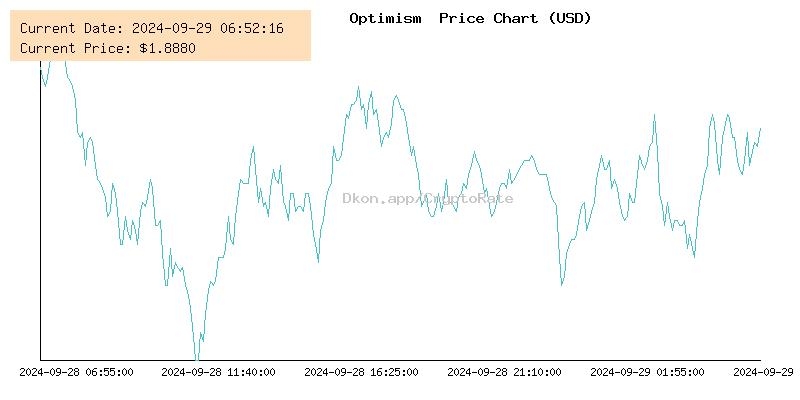 Optimism  Price Chart (USD)
Current Date: 2024-09-29 06:52:16
Current Price: $1.8880
Dkon.app/CryptoRate
2024-09-28 06:55:00 2024-09-28 11:40:00 2024-09-28 16:25:00 2024-09-28 21:10:00 2024-09-29 01:55:00 2024-09-29